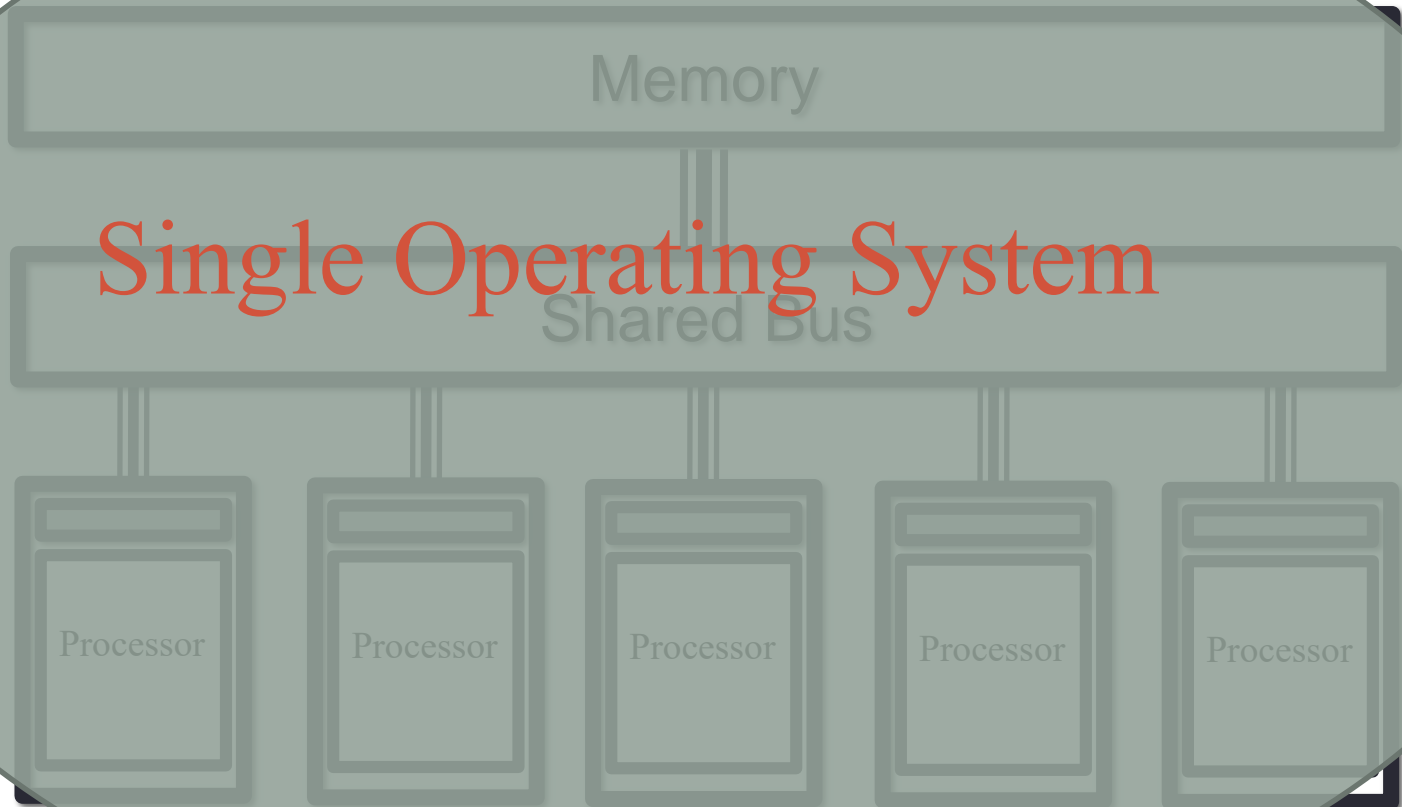 Memory
Single Operating System
Shared Bus
Processor
Processor
Processor
Processor
Processor